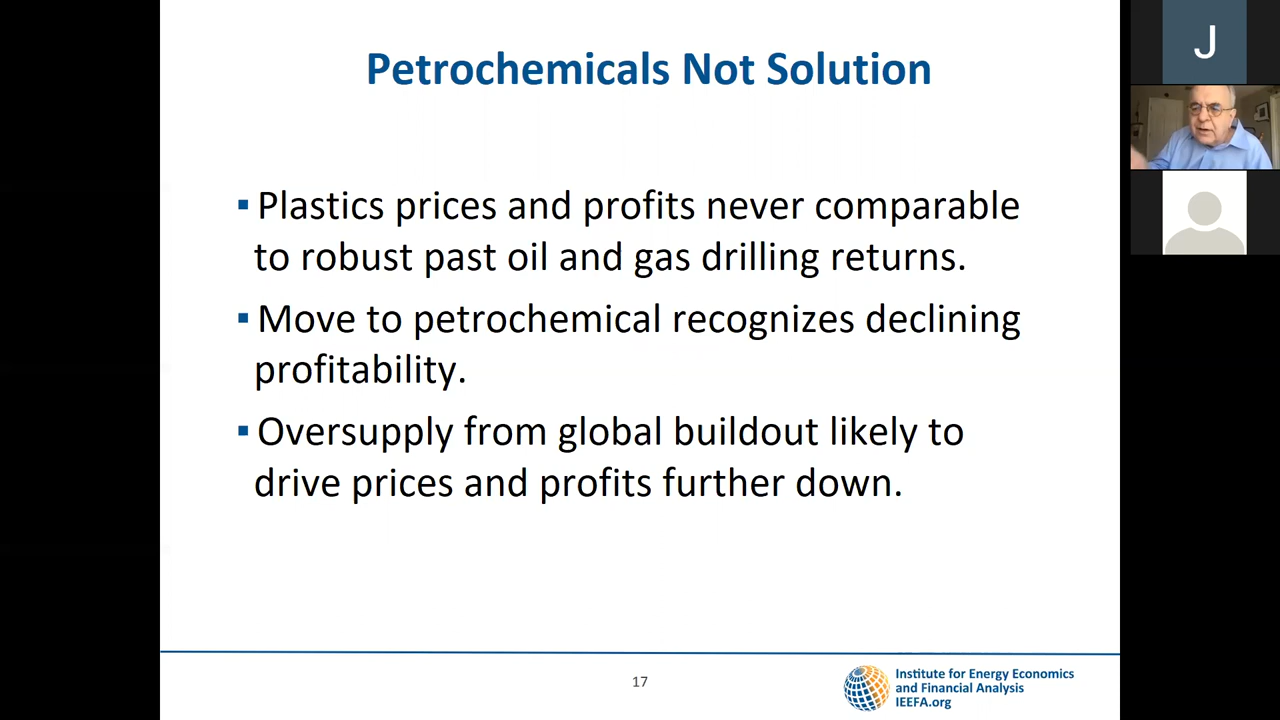 Petrochemicals Not Solution
J
▪ Plastics prices and profits never comparable
to robust past oil and gas drilling returns.
▪ Move to petrochemical recognizes declining
profitability.
▪ Oversupply from global buildout likely to
drive prices and profits further down.
17
Institute for Energy Economics
and Financial Analysis
IEEFA.org